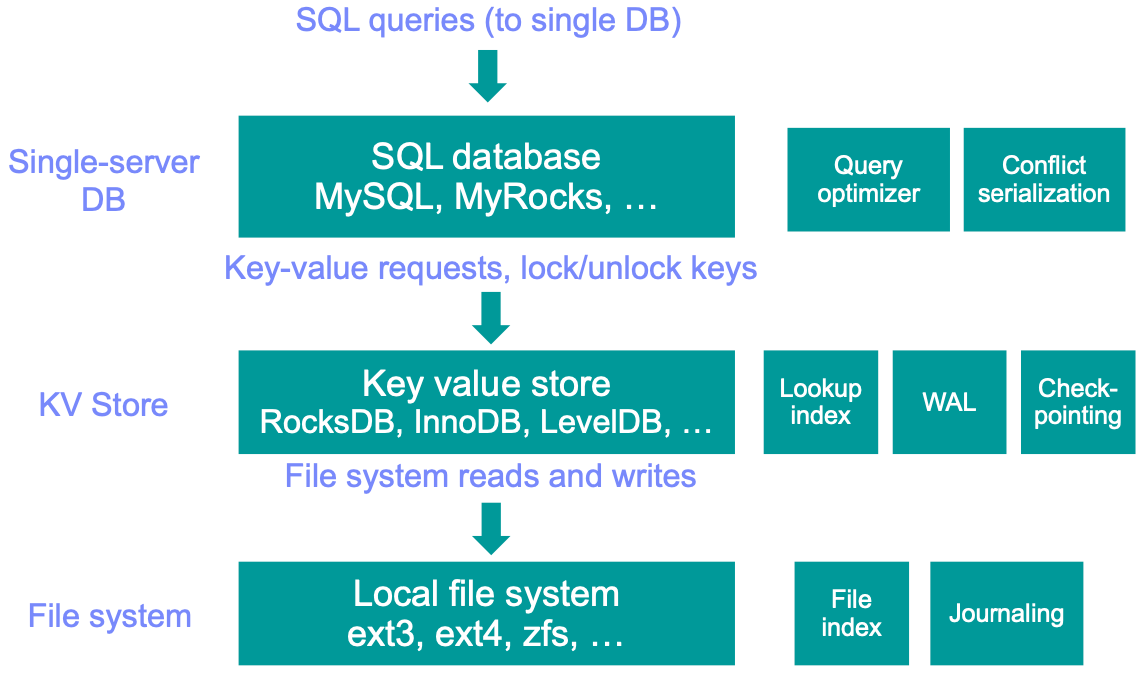 SQL queries (to single DB)
Single-server
DB
SQL database
MySQL, MyRocks, …
Query
optimizer
Conflict
serialization
Key-value requests, lock/unlock keys
KV Store
Key value store
RocksDB, InnoDB, LevelDB, …
Lookup
index
WAL
Check-
pointing
File system reads and writes
File system
Local file system
ext3, ext4, zfs, …
File
index
Journaling